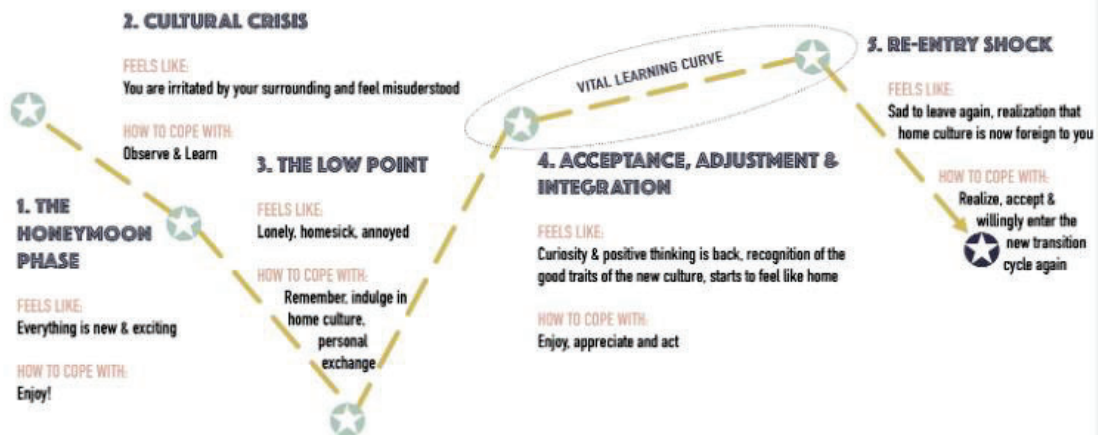 2. CULTURAL CRISIS
FEELS LIKE:
You are irritated by your surrounding and feel misunderstood
HOW TO COPE WITH:
Observe & Learn
1. THE
HONEYMOON
PHASE
FEELS LIKE:
Everything is new & exciting
HOW TO COPE WITH:
Enjoy!
3. THE LOW POINT
FEELS LIKE:
Lonely, homesick, annoyed
HOW TO COPE WITH:
Remember, indulge in
home culture,
personal
exchange
VITAL LEARNING CURVE
4. ACCEPTANCE, ADJUSTMENT &
INTEGRATION
FEELS LIKE:
Curiosity & positive thinking is back, recognition of the
good traits of the new culture, starts to feel like home
HOW TO COPE WITH:
Enjoy, appreciate and act
5. RE-ENTRY SHOCK
FEELS LIKE:
Sad to leave again, realization that
home culture is now foreign to you
HOW TO COPE WITH:
Realize, accept &
willingly enter the
new transition
cycle again